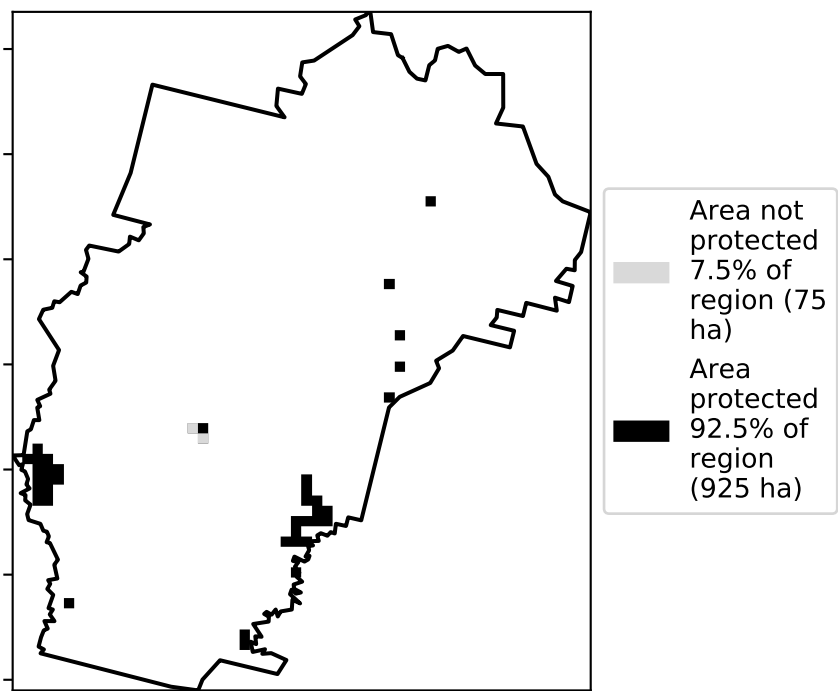 Area not
protected
7.5% of
region (75
ha)
Area
protected
92.5% of
region
(925 ha)